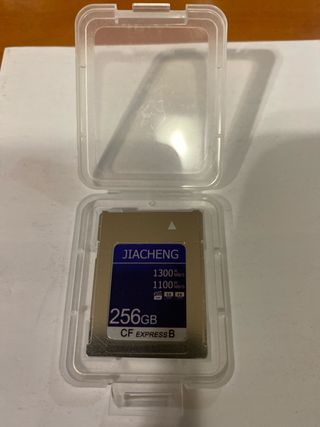 JIACHENG
1300
1100
256GB
CF EXPRESS B